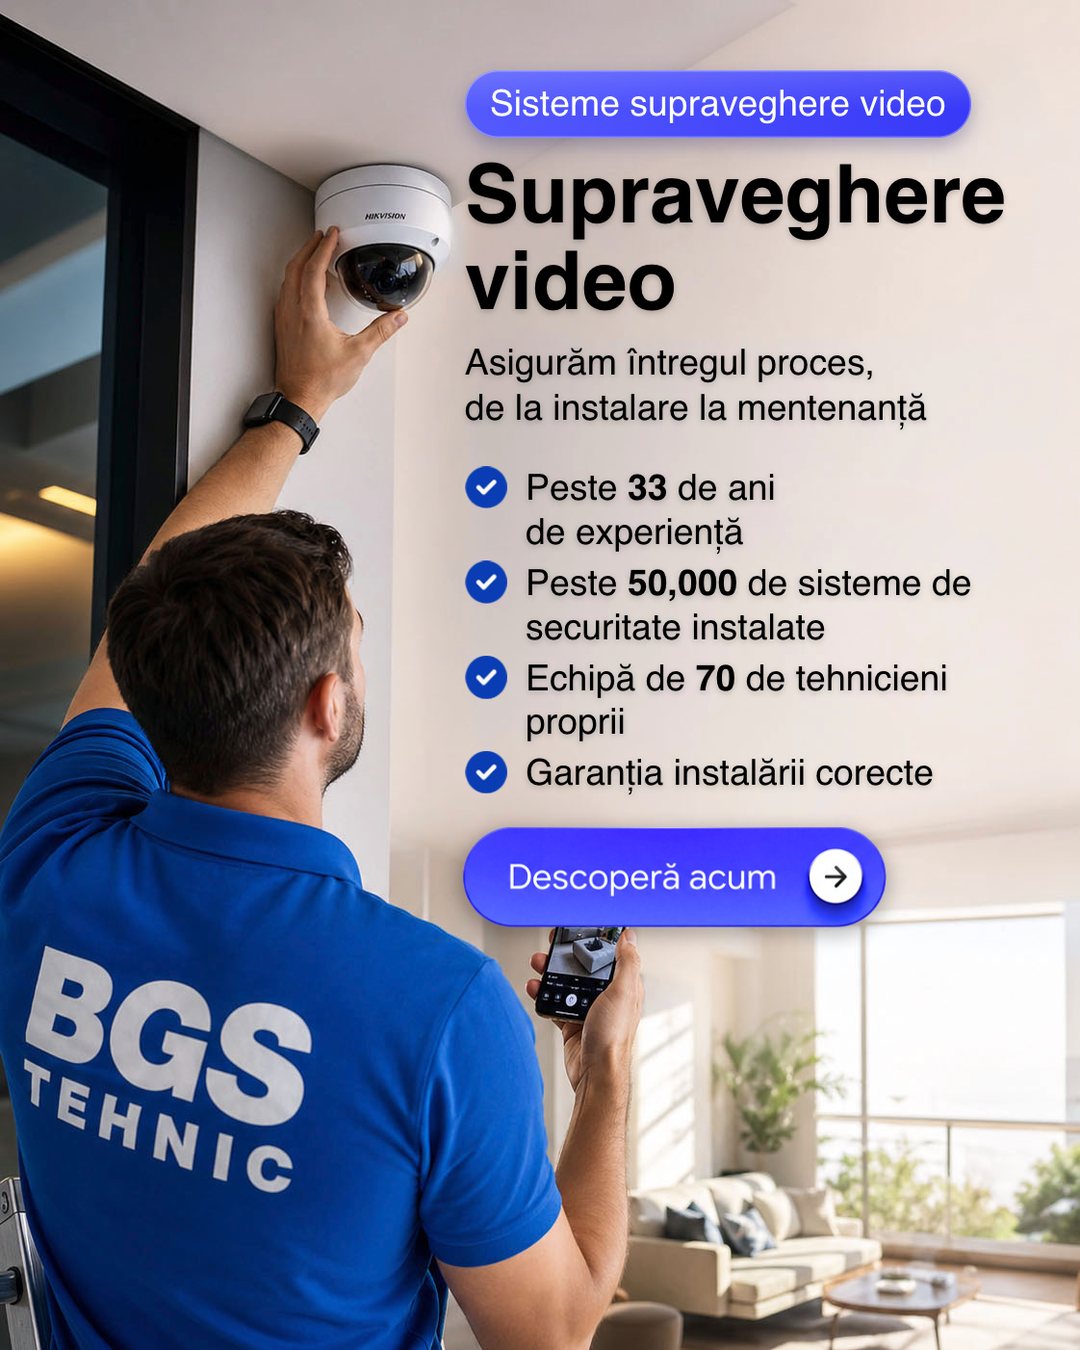 Sisteme supraveghere video
HIKVISION
Supraveghere
video
Asigurăm întregul proces,
de la instalare la mentenanță
Peste 33 de ani
de experiență
Peste 50,000 de sisteme de
securitate instalate
Echipă de 70 de tehnicieni
proprii
Garanția instalării corecte
Descoperă acum
BGS
TEHNIC